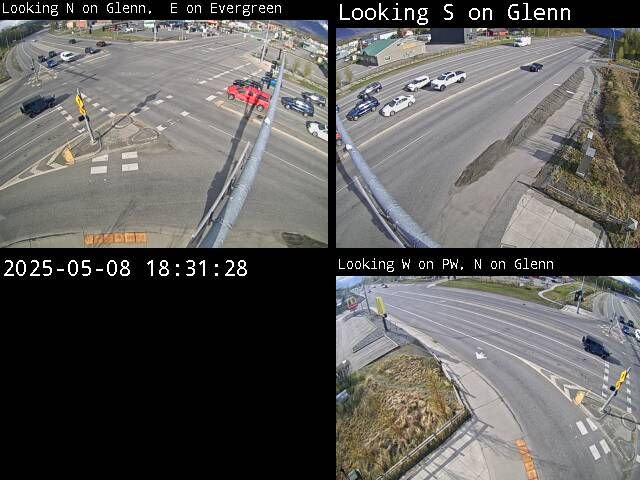 Looking N on Glenn,  E on Evergreen
Looking S on Glenn
2025-05-08 18:31:28
Looking W on PW, N on Glenn